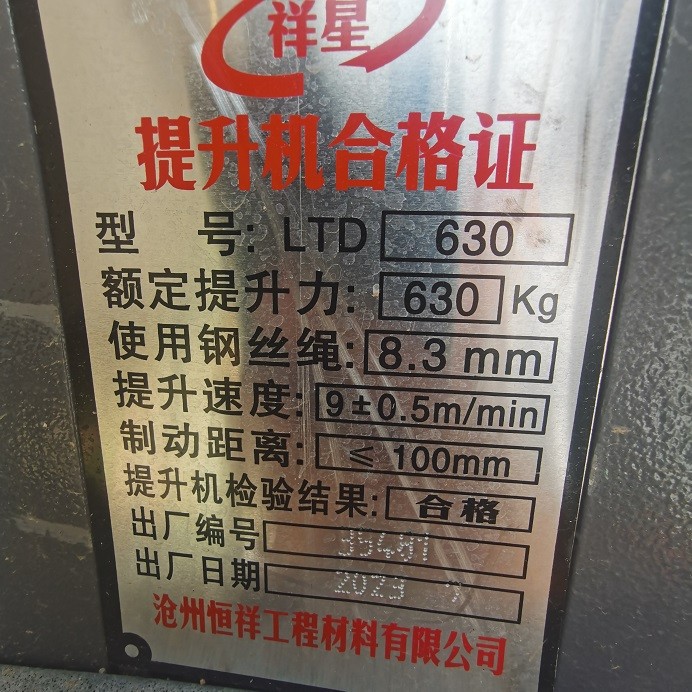 祥星
提升机合格证
型 号: LTD 630
额定提升力: 630 Kg
使用钢丝绳: 8.3 mm
提升速度: 9±0.5m/min
制动距离: ≤ 100mm
提升机检验结果: 合格
出厂编号 35481
出厂日期 2023
沧州恒祥工程材料有限公司